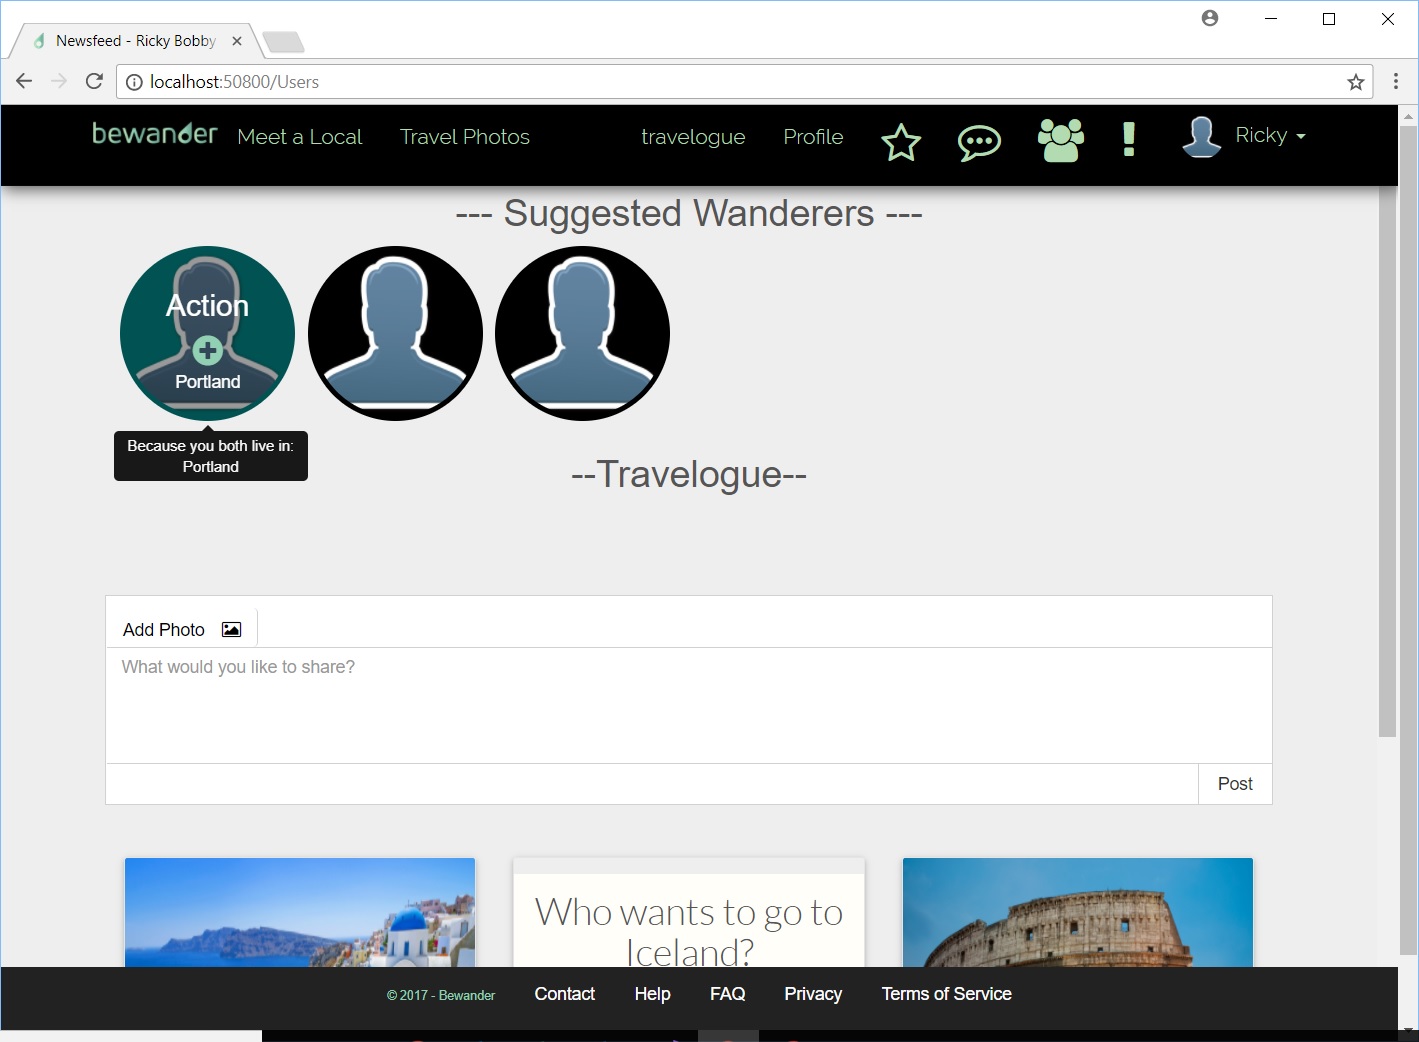 Newsfeed - Ricky Bobby
localhost:50800/Users
bewander Meet a Local Travel Photos travelogue Profile Ricky
--- Suggested Wanderers ---
Action
Portland
Because you both live in:
Portland
--Travelogue--
Add Photo
What would you like to share?
Post
Who wants to go to
Iceland?
© 2017 - Bewander Contact Help FAQ Privacy Terms of Service